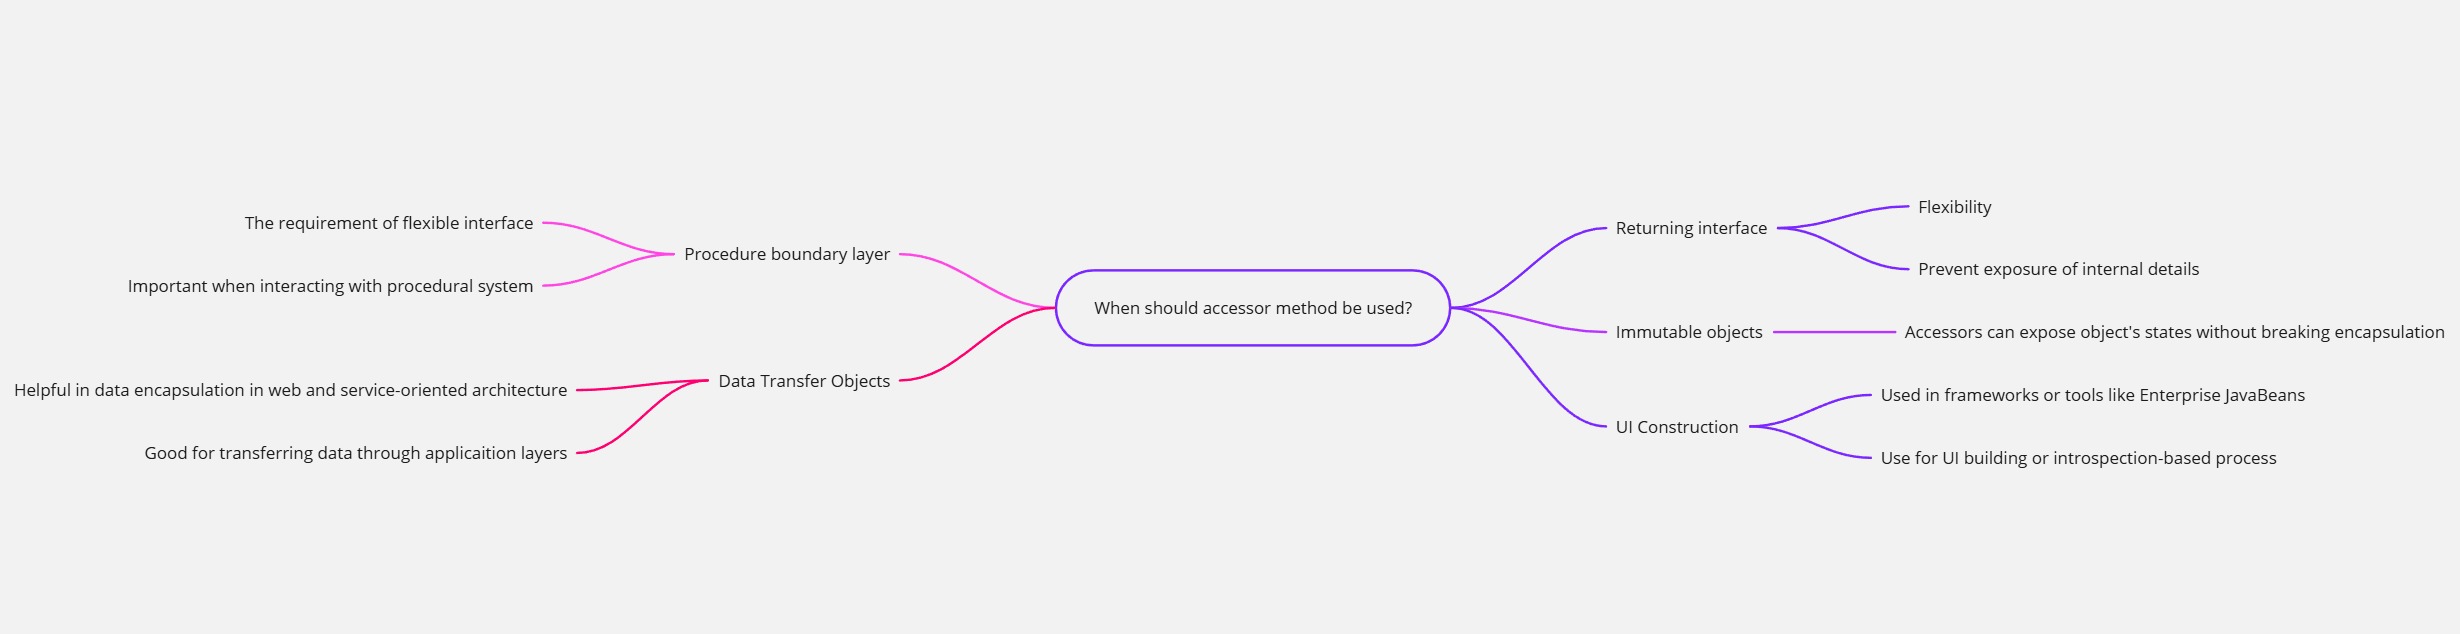 When should accessor method be used?
Procedure boundary layer
The requirement of flexible interface
Important when interacting with procedural system
Data Transfer Objects
Helpful in data encapsulation in web and service-oriented architecture
Good for transferring data through applicaition layers
Returning interface
Flexibility
Prevent exposure of internal details
Immutable objects
Accessors can expose object's states without breaking encapsulation
UI Construction
Used in frameworks or tools like Enterprise JavaBeans
Use for UI building or introspection-based process